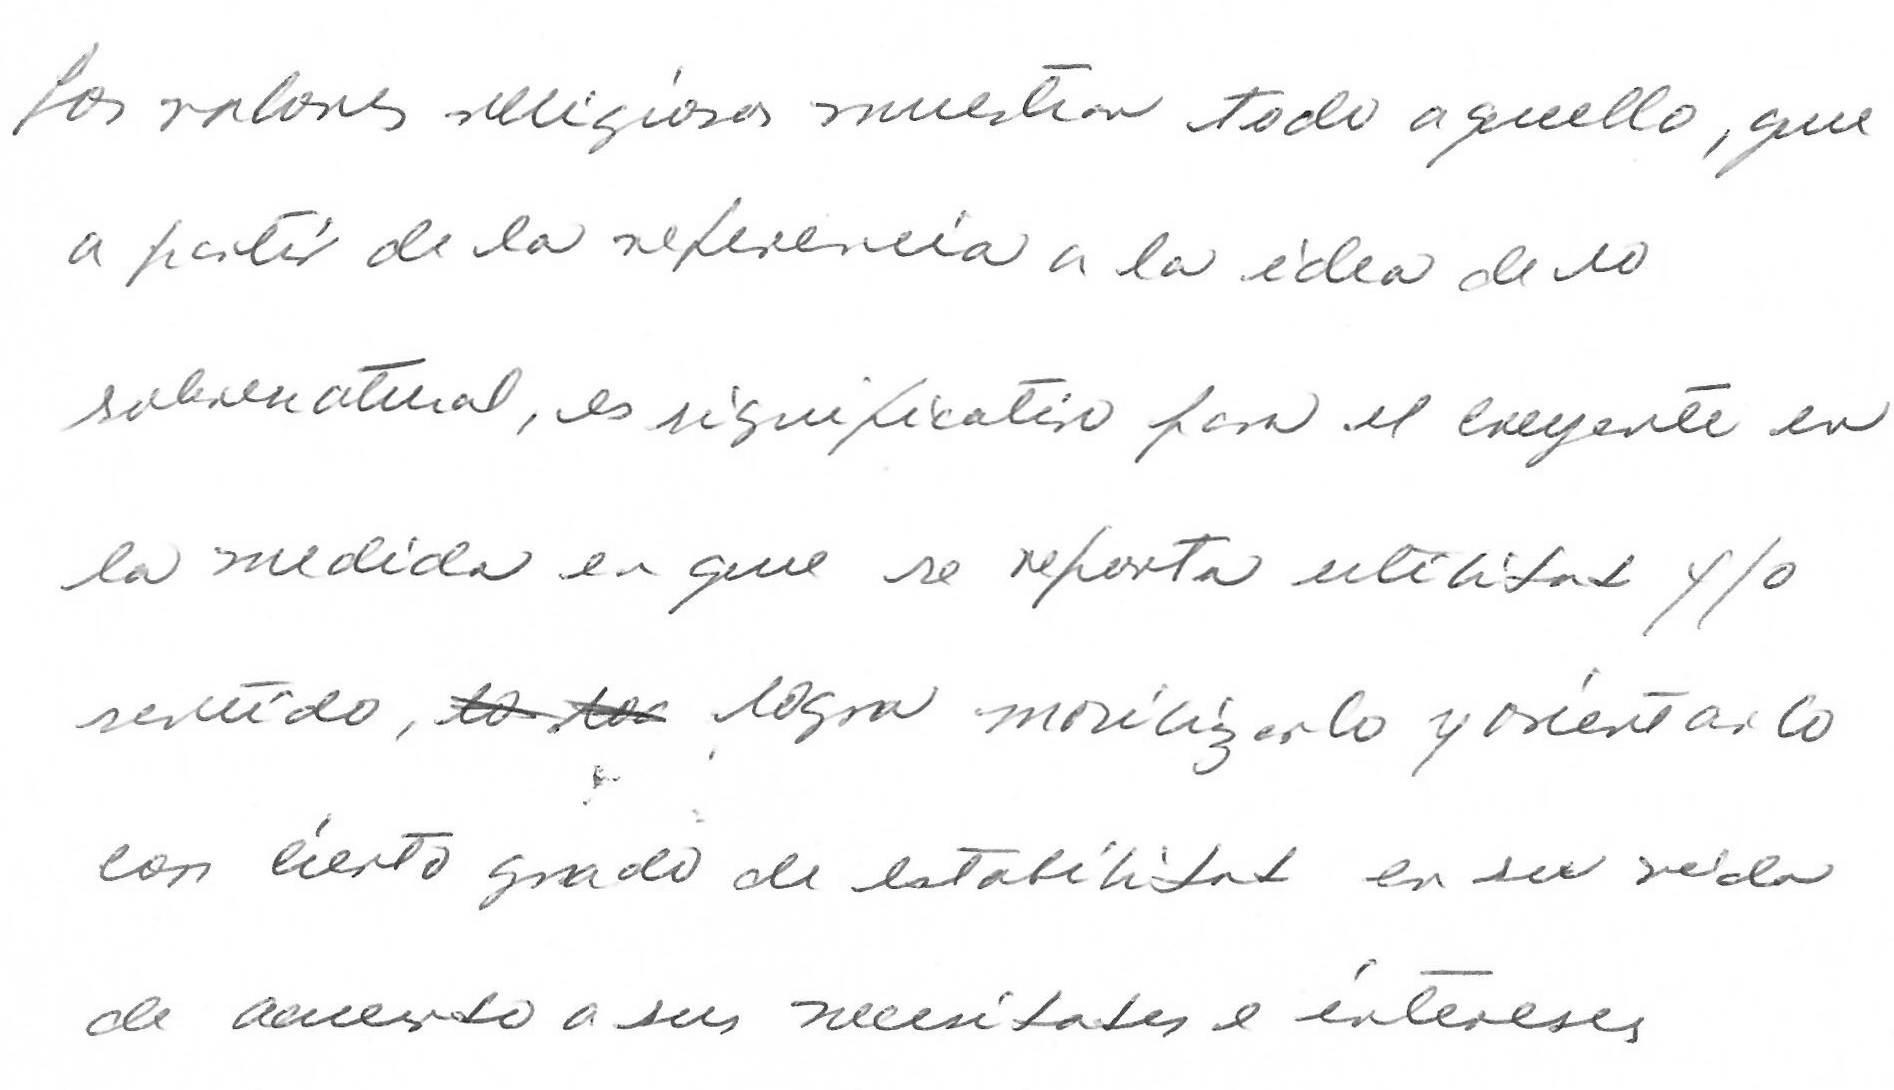 Los valores religiosos muestran todo aquello, que
a partir de la referencia a la idea de lo
sobrenatural, es significativo para el creyente en
la medida en que se reporta utilidad y/o
sentido, logra movilizarlo y orientarlo
con cierto grado de estabilidad en su vida
de acuerdo a sus necesidades e intereses